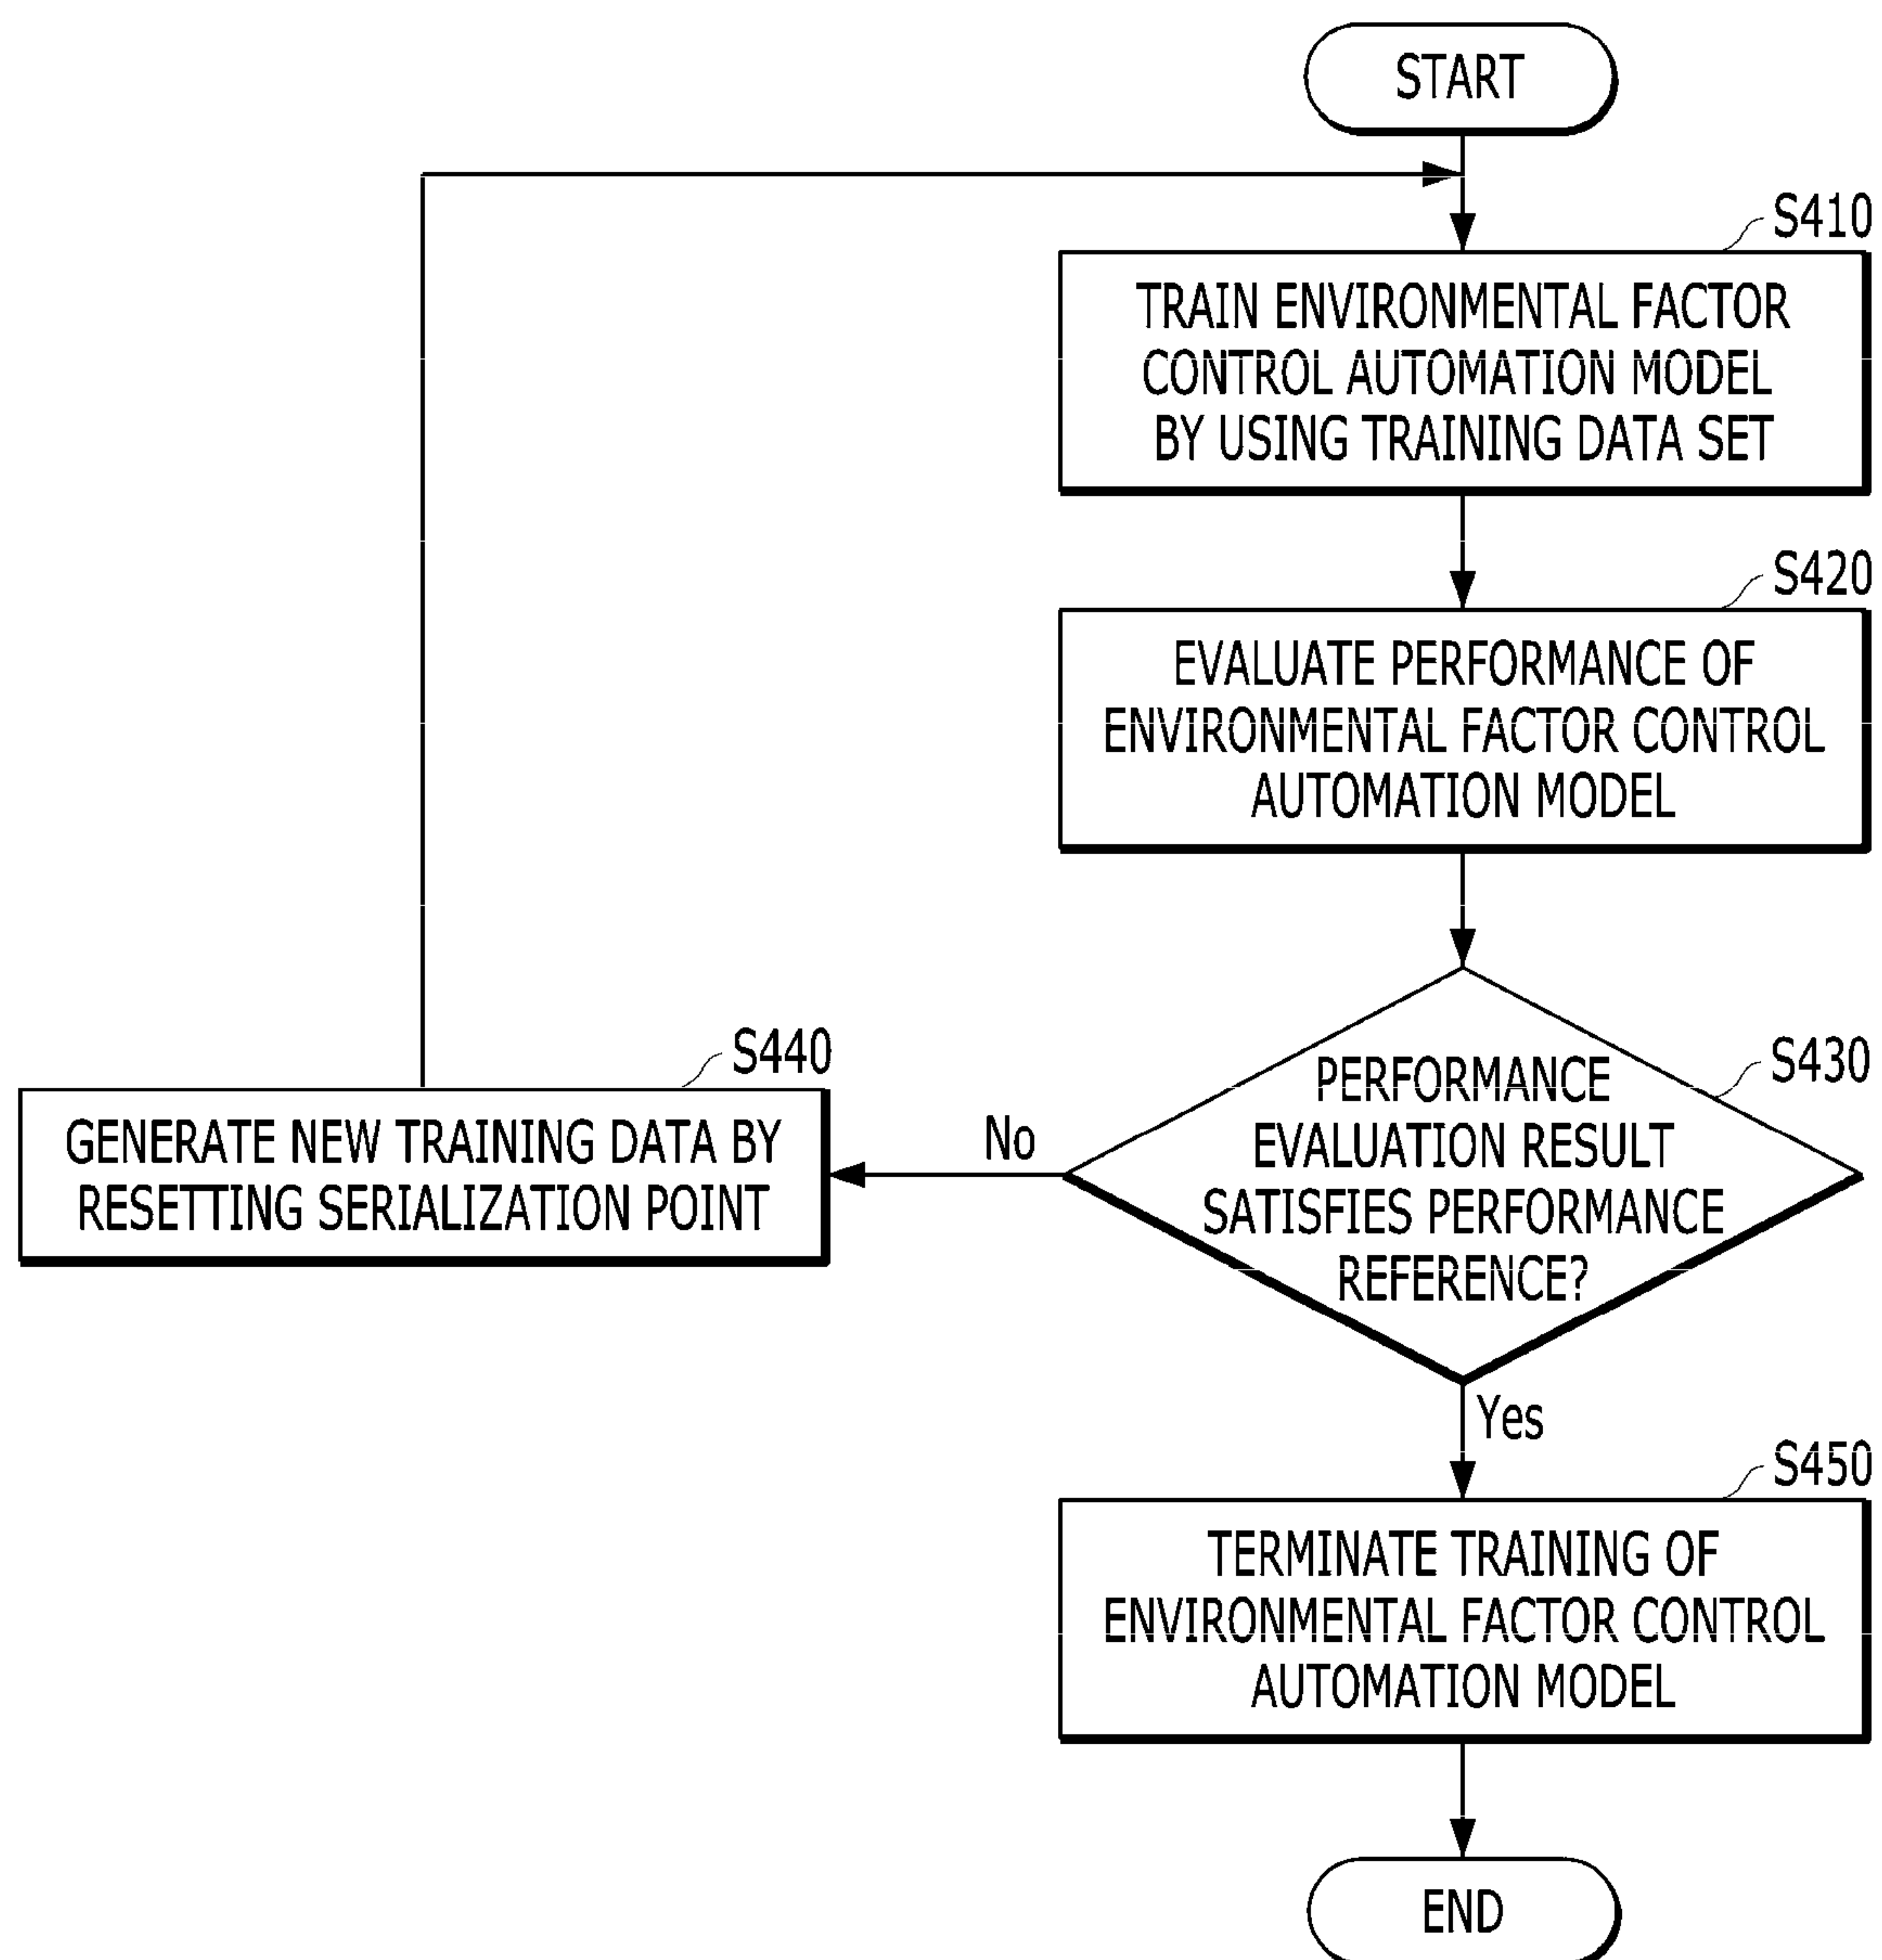 START
S410
TRAIN ENVIRONMENTAL FACTOR
CONTROL AUTOMATION MODEL
BY USING TRAINING DATA SET
S420
EVALUATE PERFORMANCE OF
ENVIRONMENTAL FACTOR CONTROL
AUTOMATION MODEL
S430
PERFORMANCE
EVALUATION RESULT
SATISFIES PERFORMANCE
REFERENCE?
No
S440
GENERATE NEW TRAINING DATA BY
RESETTING SERIALIZATION POINT
Yes
S450
TERMINATE TRAINING OF
ENVIRONMENTAL FACTOR CONTROL
AUTOMATION MODEL
END